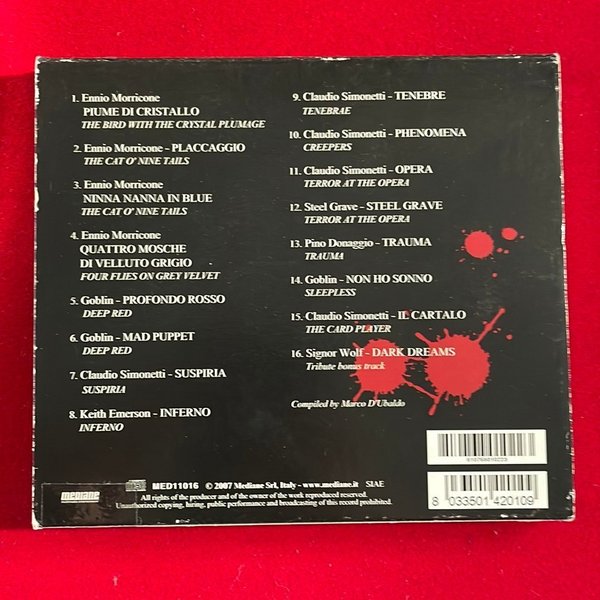 1. Ennio Morricone
PIUME DI CRISTALLO
THE BIRD WITH THE CRYSTAL PLUMAGE
2. Ennio Morricone – PLACCAGGIO
THE CAT O' NINE TAILS
3. Ennio Morricone
NINNA NANNA IN BLUE
THE CAT O' NINE TAILS
4. Ennio Morricone
QUATTRO MOSCHE
DI VELLUTO GRIGIO
FOUR FLIES ON GREY VELVET
5. Goblin – PROFONDO ROSSO
DEEP RED
6. Goblin – MAD PUPPET
DEEP RED
7. Claudio Simonetti – SUSPIRIA
SUSPIRIA
8. Keith Emerson – INFERNO
INFERNO
9. Claudio Simonetti – TENEBRE
TENEBRAE
10. Claudio Simonetti – PHENOMENA
CREEPERS
11. Claudio Simonetti – OPERA
TERROR AT THE OPERA
12. Steel Grave – STEEL GRAVE
TERROR AT THE OPERA
13. Pino Donaggio – TRAUMA
TRAUMA
14. Goblin – NON HO SONNO
SLEEPLESS
15. Claudio Simonetti – IL CARTALO
THE CARD PLAYER
16. Signor Wolf – DARK DREAMS
Tribute bonus track
Compiled by Marco D'Ubaldo
mediane
MED11016 © 2007 Mediane Srl, Italy - www.mediane.it SIAE
All rights of the producer and of the owner of the work reproduced reserved.
Unauthorized copying, hiring, public performance and broadcasting of this record prohibited.
8 033501 420109